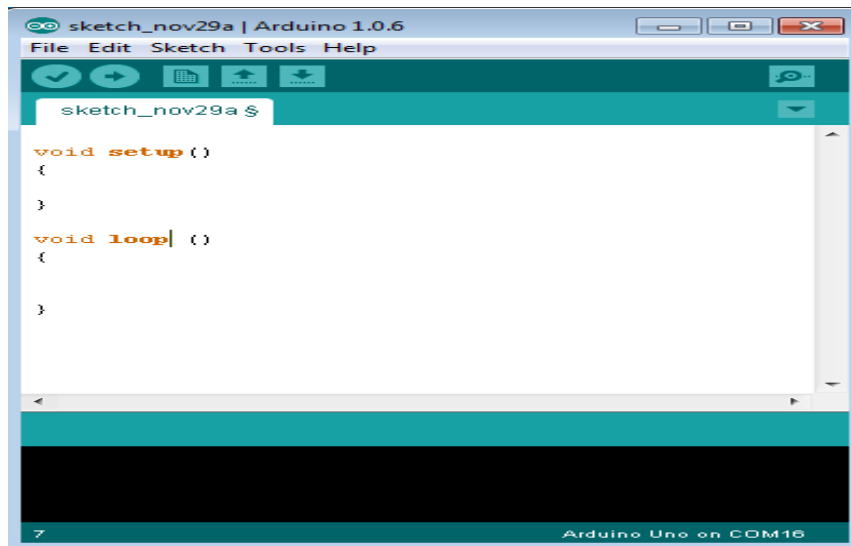 sketch_nov29a | Arduino 1.0.6
File Edit Sketch Tools Help
sketch_nov29a §
void setup()
{
}
void loop ()
{
}
7 Arduino Uno on COM16